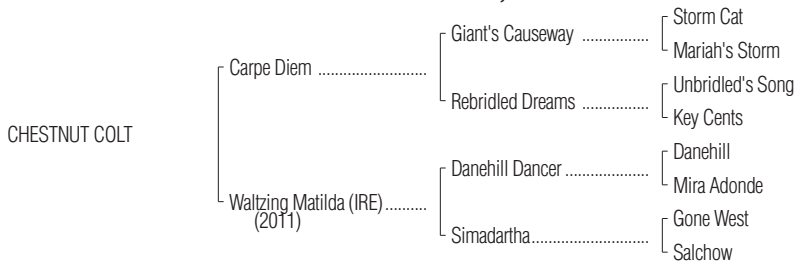 Storm Cat
Giant's Causeway ................
Mariah's Storm
Carpe Diem ..........................
Unbridled's Song
Rebridled Dreams ................
Key Cents
CHESTNUT COLT
Danehill
Danehill Dancer ....................
Mira Adonde
Waltzing Matilda (IRE)..........
(2011)
Gone West
Simadartha............................
Salchow